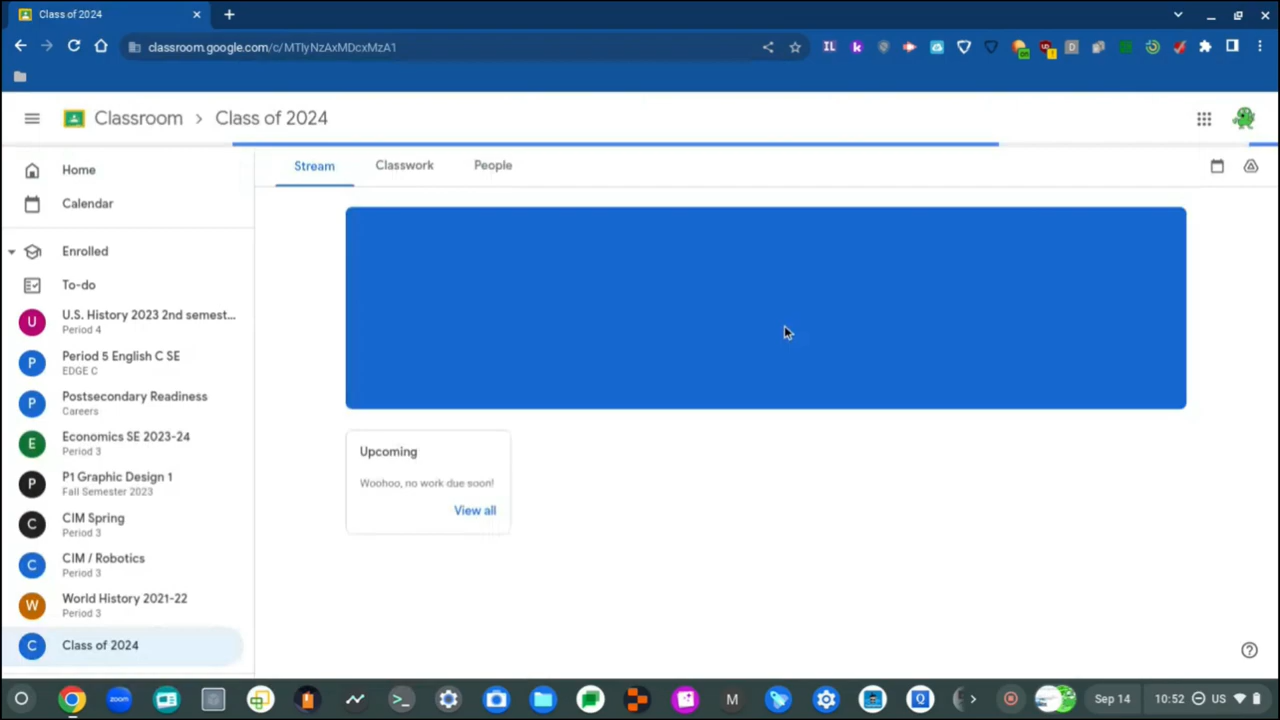 Class of 2024
classroom.google.com/c/MTIyNzAxMDcxMzA1
Classroom > Class of 2024
Home
Calendar
Enrolled
To-do
U U.S. History 2023 2nd semest...
Period 4
P Period 5 English C SE
EDGE C
P Postsecondary Readiness
Careers
E Economics SE 2023-24
Period 3
P P1 Graphic Design 1
Fall Semester 2023
C CIM Spring
Period 3
C CIM / Robotics
Period 3
W World History 2021-22
Period 3
C Class of 2024
Stream Classwork People
Upcoming
Woohoo, no work due soon!
View all
zoom M Q Sep 14 10:52 US